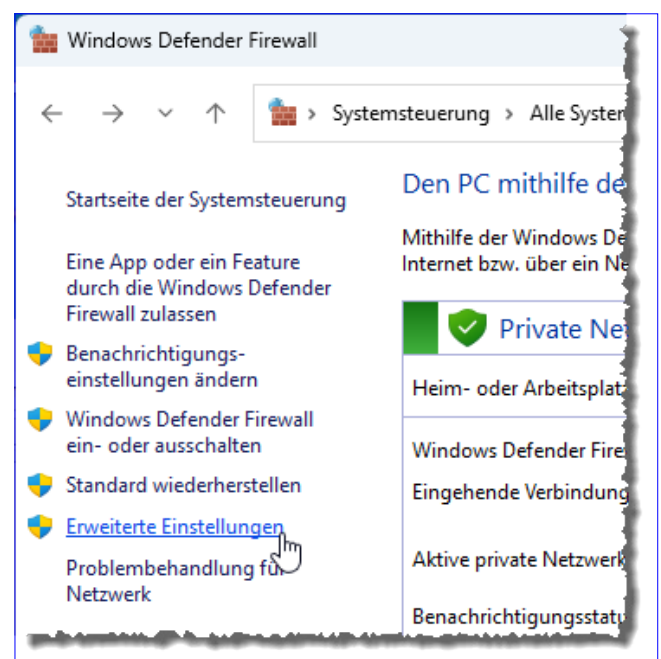 Windows Defender Firewall
Systemsteuerung > Alle System
Startseite der Systemsteuerung
Eine App oder ein Feature
durch die Windows Defender
Firewall zulassen
Benachrichtigungs-
einstellungen ändern
Windows Defender Firewall
ein- oder ausschalten
Standard wiederherstellen
Erweiterte Einstellungen
Problembehandlung für
Netzwerk
Den PC mithilfe de
Mithilfe der Windows De
Internet bzw. über ein Ne
Private Ne
Heim- oder Arbeitsplatz
Windows Defender Fire
Eingehende Verbindung
Aktive private Netzwerk
Benachrichtigungsstatu